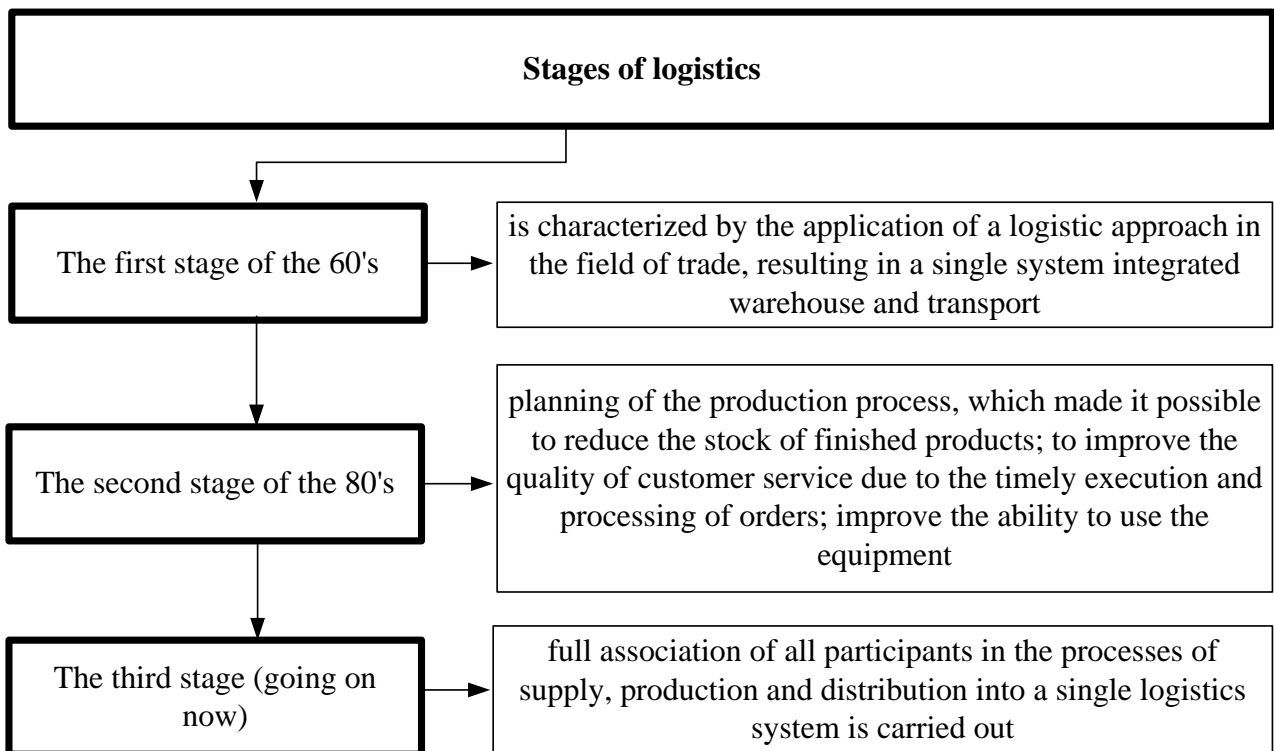 Stages of logistics
The first stage of the 60's
is characterized by the application of a logistic approach in
the field of trade, resulting in a single system integrated
warehouse and transport
The second stage of the 80's
planning of the production process, which made it possible
to reduce the stock of finished products; to improve the
quality of customer service due to the timely execution and
processing of orders; improve the ability to use the
equipment
The third stage (going on
now)
full association of all participants in the processes of
supply, production and distribution into a single logistics
system is carried out